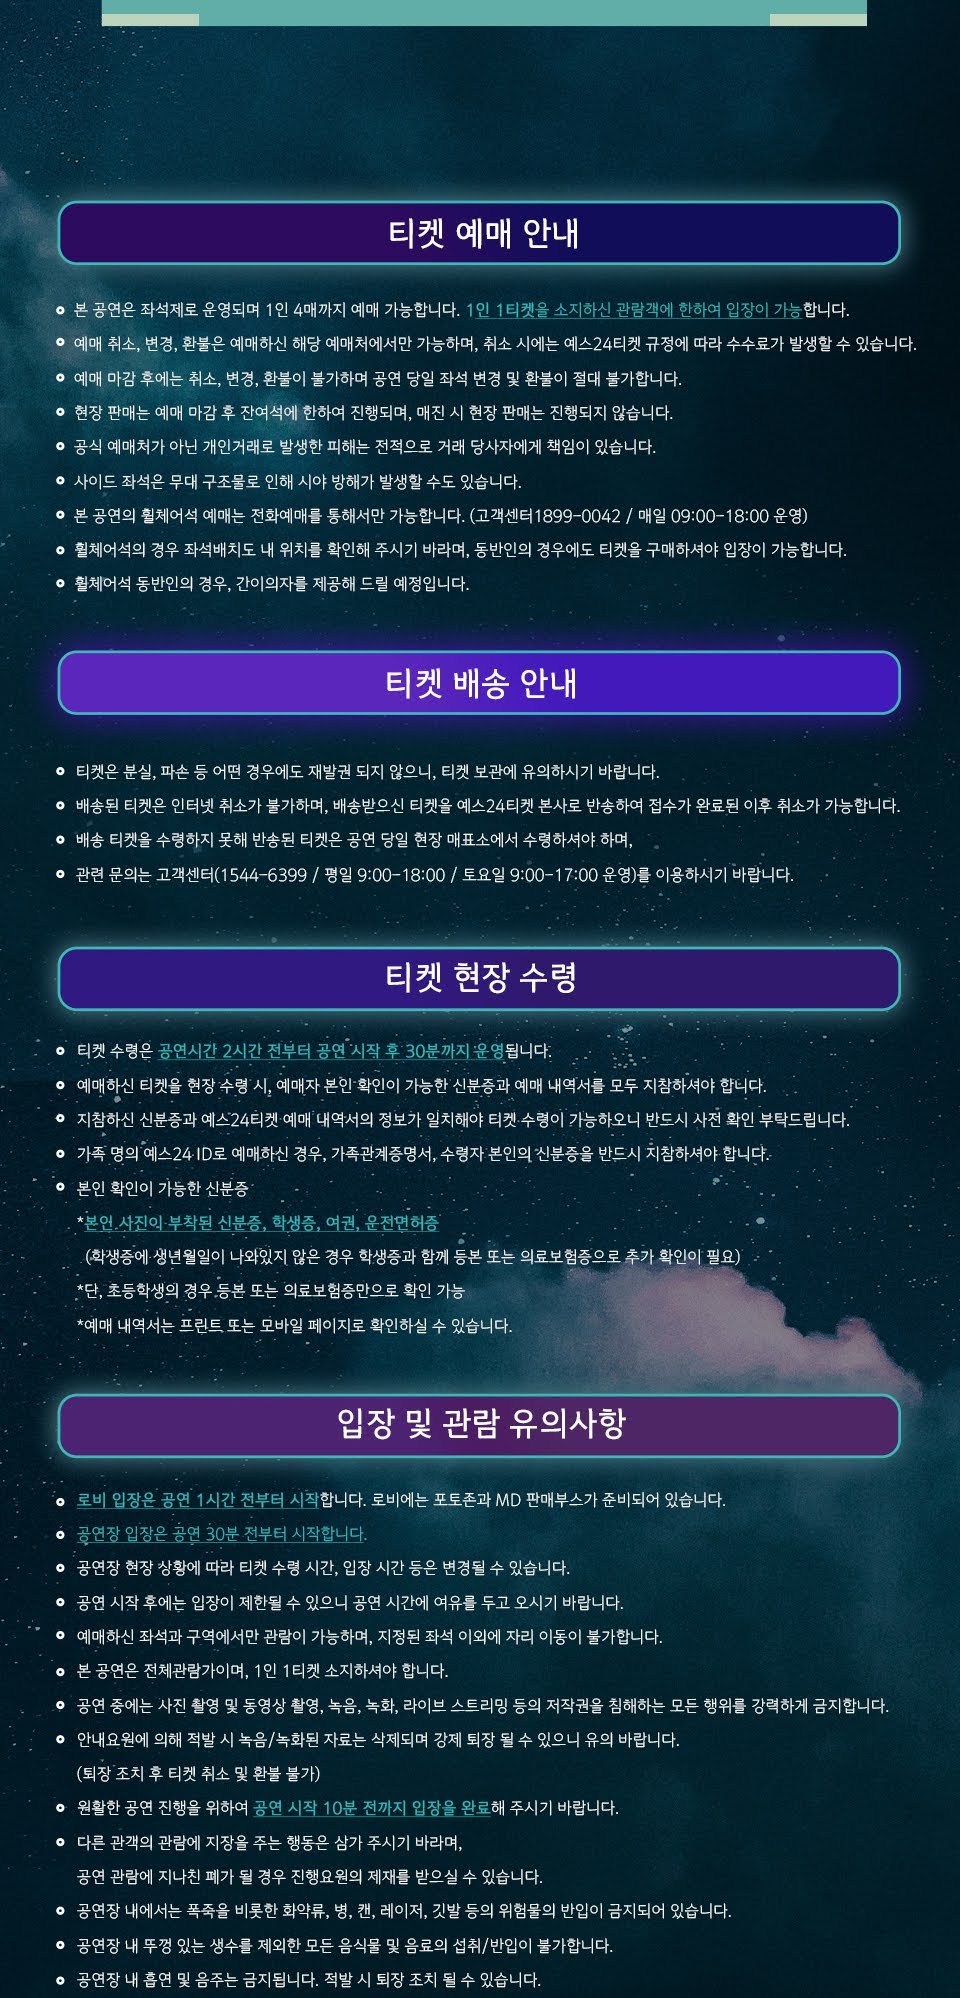 티켓 예매 안내
본 공연은 좌석제로 운영되며 1인 4매까지 예매 가능합니다. 1인 1티켓을 소지하신 관람객에 한하여 입장이 가능합니다.
예매 취소, 변경, 환불은 예매하신 해당 예매처에서만 가능하며, 취소 시에는 예스24티켓 규정에 따라 수수료가 발생할 수 있습니다.
예매 마감 후에는 취소, 변경, 환불이 불가하며 공연 당일 좌석 변경 및 환불이 절대 불가합니다.
현장 판매는 예매 마감 후 잔여석에 한하여 진행되며, 매진 시 현장 판매는 진행되지 않습니다.
공식 예매처가 아닌 개인거래로 발생한 피해는 전적으로 거래 당사자에게 책임이 있습니다.
사이드 좌석은 무대 구조물로 인해 시야 방해가 발생할 수도 있습니다.
본 공연의 휠체어석 예매는 전화예매를 통해서만 가능합니다. (고객센터1899-0042 / 매일 09:00-18:00 운영)
휠체어석의 경우 좌석배치도 내 위치를 확인해 주시기 바라며, 동반인의 경우에도 티켓을 구매하셔야 입장이 가능합니다.
휠체어석 동반인의 경우, 간이의자를 제공해 드릴 예정입니다.
티켓 배송 안내
티켓은 분실, 파손 등 어떤 경우에도 재발권 되지 않으니, 티켓 보관에 유의하시기 바랍니다.
배송된 티켓은 인터넷 취소가 불가하며, 배송받으신 티켓을 예스24티켓 본사로 반송하여 접수가 완료된 이후 취소가 가능합니다.
배송 티켓을 수령하지 못해 반송된 티켓은 공연 당일 현장 매표소에서 수령하셔야 하며,
관련 문의는 고객센터(1544-6399 / 평일 9:00-18:00 / 토요일 9:00-17:00 운영)를 이용하시기 바랍니다.
티켓 현장 수령
티켓 수령은 공연시간 2시간 전부터 공연 시작 후 30분까지 운영됩니다.
예매하신 티켓을 현장 수령 시, 예매자 본인 확인이 가능한 신분증과 예매 내역서를 모두 지참하셔야 합니다.
지참하신 신분증과 예스24티켓 예매 내역서의 정보가 일치해야 티켓 수령이 가능하오니 반드시 사전 확인 부탁드립니다.
가족 명의 예스24 ID로 예매하신 경우, 가족관계증명서, 수령자 본인의 신분증을 반드시 지참하셔야 합니다.
본인 확인이 가능한 신분증
*본인 사진이 부착된 신분증, 학생증, 여권, 운전면허증
(학생증에 생년월일이 나와있지 않은 경우 학생증과 함께 등본 또는 의료보험증으로 추가 확인이 필요)
*단, 초등학생의 경우 등본 또는 의료보험증만으로 확인 가능
*예매 내역서는 프린트 또는 모바일 페이지로 확인하실 수 있습니다.
입장 및 관람 유의사항
로비 입장은 공연 1시간 전부터 시작합니다. 로비에는 포토존과 MD 판매부스가 준비되어 있습니다.
공연장 입장은 공연 30분 전부터 시작합니다.
공연장 현장 상황에 따라 티켓 수령 시간, 입장 시간 등은 변경될 수 있습니다.
공연 시작 후에는 입장이 제한될 수 있으니 공연 시간에 여유를 두고 오시기 바랍니다.
예매하신 좌석과 구역에서만 관람이 가능하며, 지정된 좌석 이외에 자리 이동이 불가합니다.
본 공연은 전체관람가이며, 1인 1티켓 소지하셔야 합니다.
공연 중에는 사진 촬영 및 동영상 촬영, 녹음, 녹화, 라이브 스트리밍 등의 저작권을 침해하는 모든 행위를 강력하게 금지합니다.
안내요원에 의해 적발 시 녹음/녹화된 자료는 삭제되며 강제 퇴장 될 수 있으니 유의 바랍니다.
(퇴장 조치 후 티켓 취소 및 환불 불가)
원활한 공연 진행을 위하여 공연 시작 10분 전까지 입장을 완료해 주시기 바랍니다.
다른 관객의 관람에 지장을 주는 행동은 삼가 주시기 바라며,
공연 관람에 지나친 폐가 될 경우 진행요원의 제재를 받으실 수 있습니다.
공연장 내에서는 폭죽을 비롯한 화약류, 병, 캔, 레이저, 깃발 등의 위험물의 반입이 금지되어 있습니다.
공연장 내 뚜껑 있는 생수를 제외한 모든 음식물 및 음료의 섭취/반입이 불가합니다.
공연장 내 흡연 및 음주는 금지됩니다. 적발 시 퇴장 조치 될 수 있습니다.